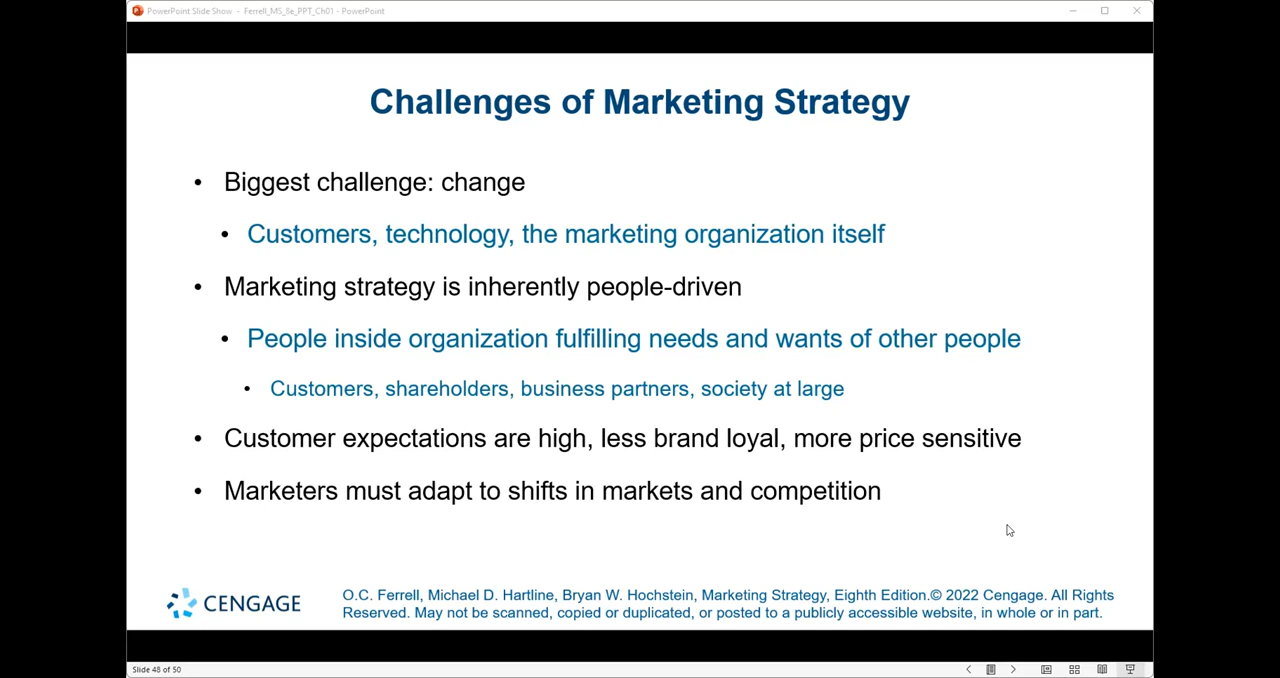 PowerPoint Slide Show - Ferrell_MS_8e_PPT_Ch01 - PowerPoint
Challenges of Marketing Strategy
• Biggest challenge: change
• Customers, technology, the marketing organization itself
• Marketing strategy is inherently people-driven
• People inside organization fulfilling needs and wants of other people
• Customers, shareholders, business partners, society at large
• Customer expectations are high, less brand loyal, more price sensitive
• Marketers must adapt to shifts in markets and competition
CENGAGE
O.C. Ferrell, Michael D. Hartline, Bryan W. Hochstein, Marketing Strategy, Eighth Edition.© 2022 Cengage. All Rights
Reserved. May not be scanned, copied or duplicated, or posted to a publicly accessible website, in whole or in part.
Slide 48 of 50